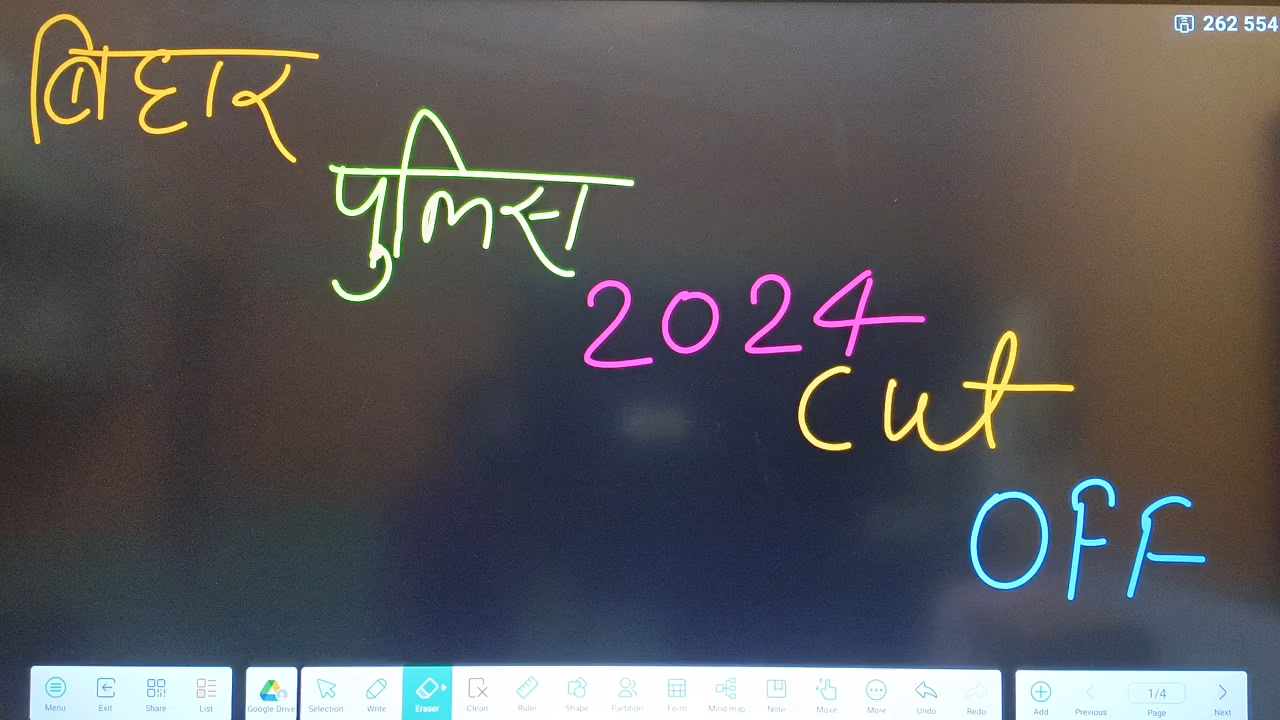 262 554
बिहार
पुलिस
2024
cut
OFF
Menu Exit Share List Google Drive Selection Write Eraser Clean Ruler Shape Partition Form Mind map Note Move More Undo Redo Add Previous 1/4 Page Next